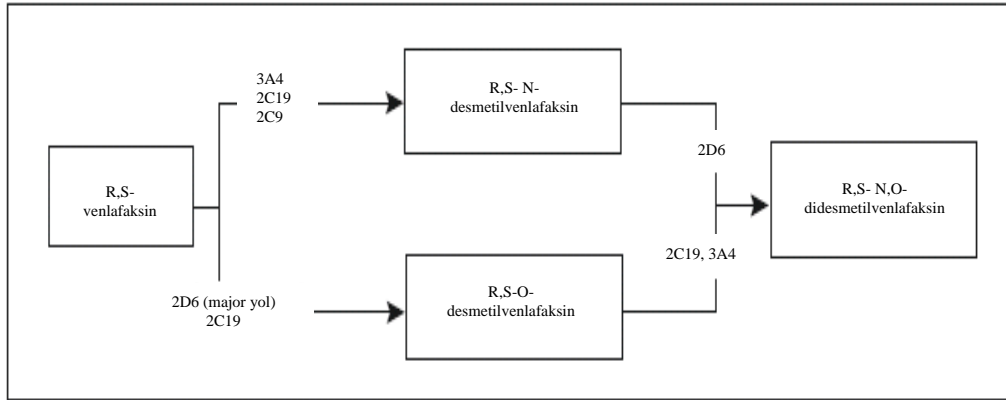 R,S-
venlafaksin
3A4
2C19
2C9
R,S- N-
desmetilvenlafaksin
2D6 (major yol)
2C19
R,S-O-
desmetilvenlafaksin
2D6
2C19, 3A4
R,S- N,O-
didesmetilvenlafaksin